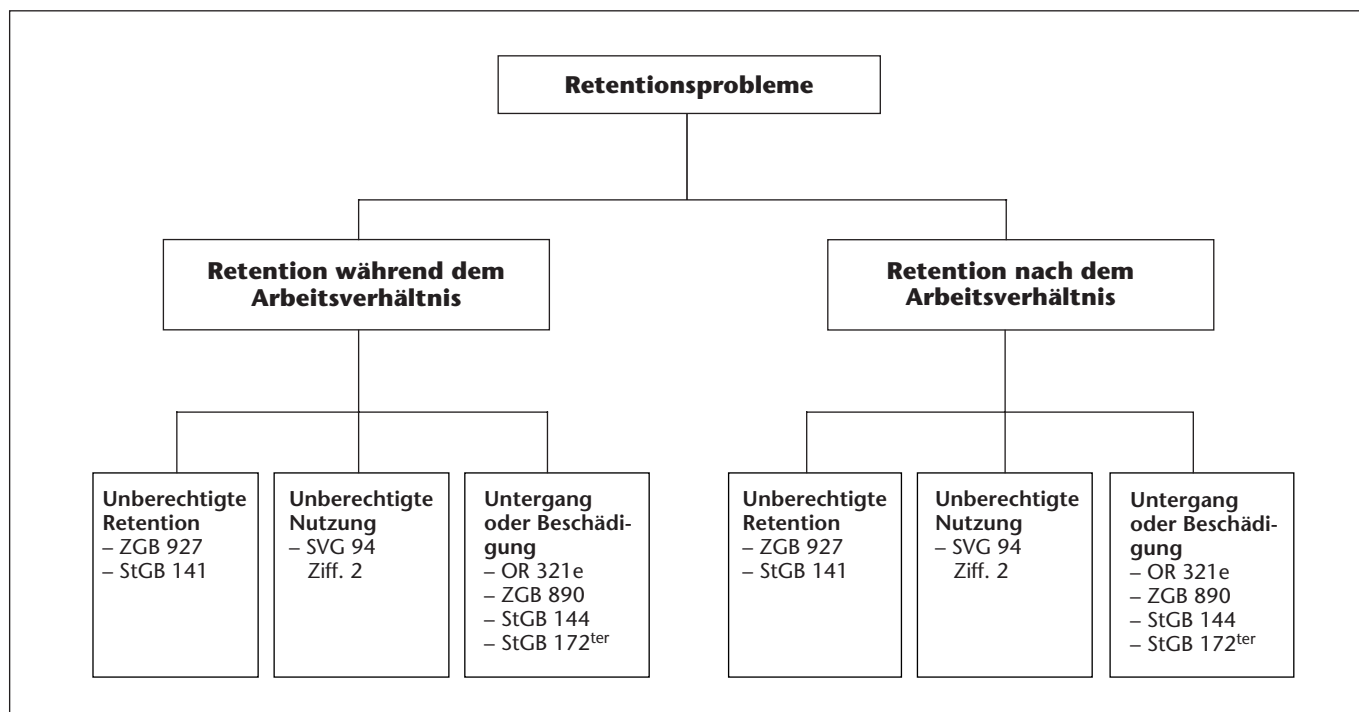 Retentionsprobleme
Retention während dem
Arbeitsverhältnis
Retention nach dem
Arbeitsverhältnis
Unberechtigte
Retention
– ZGB 927
– StGB 141
Unberechtigte
Nutzung
– SVG 94
Ziff. 2
Untergang
oder Beschädi-
gung
– OR 321e
– ZGB 890
– StGB 144
– StGB 172ter
Unberechtigte
Retention
– ZGB 927
– StGB 141
Unberechtigte
Nutzung
– SVG 94
Ziff. 2
Untergang
oder Beschädi-
gung
– OR 321e
– ZGB 890
– StGB 144
– StGB 172ter